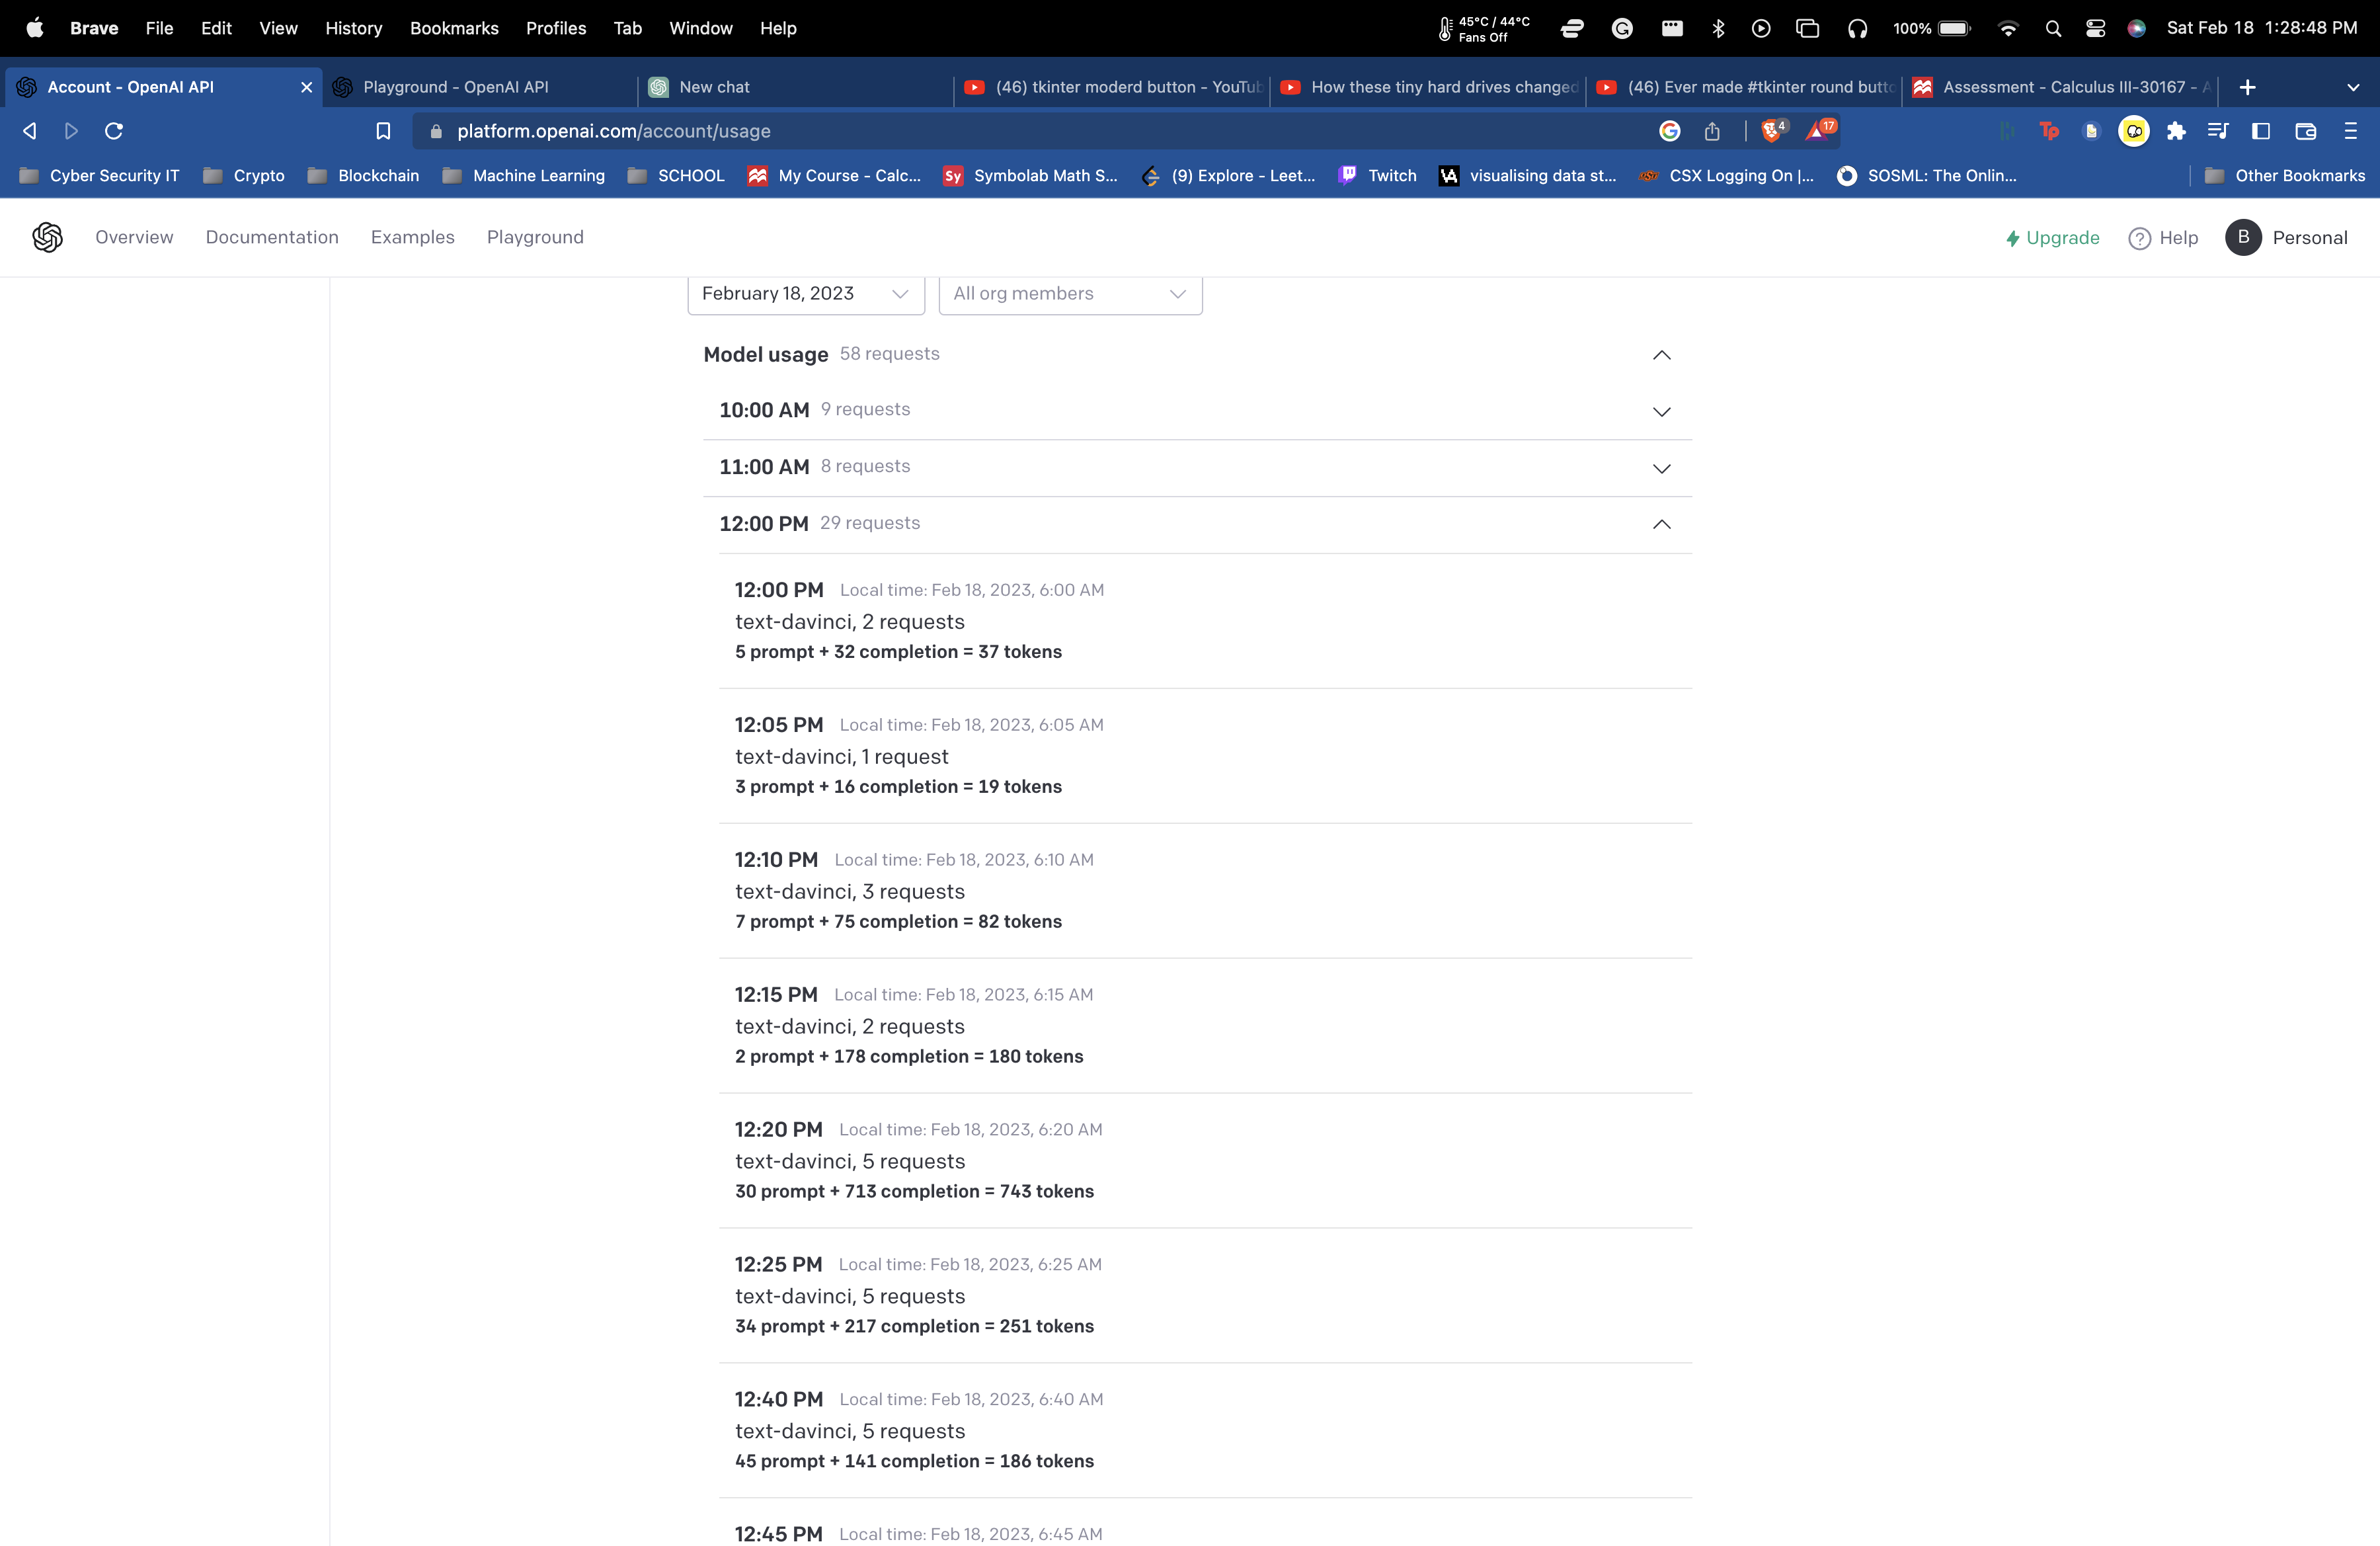 Brave File Edit View History Bookmarks Profiles Tab Window Help 45°C / 44°C Fans Off 100% Sat Feb 18 1:28:48 PM
Account - OpenAI API Playground - OpenAI API New chat (46) tkinter moderd button - YouTub How these tiny hard drives changed (46) Ever made #tkinter round butto Assessment - Calculus III-30167 - A
platform.openai.com/account/usage 4 17 Tp
Cyber Security IT Crypto Blockchain Machine Learning SCHOOL My Course - Calc... Sy Symbolab Math S... (9) Explore - Leet... Twitch VA visualising data st... CSX Logging On |... SOSML: The Onlin... Other Bookmarks
Overview Documentation Examples Playground Upgrade ? Help B Personal
February 18, 2023 All org members
Model usage 58 requests
10:00 AM 9 requests
11:00 AM 8 requests
12:00 PM 29 requests
12:00 PM Local time: Feb 18, 2023, 6:00 AM
text-davinci, 2 requests
5 prompt + 32 completion = 37 tokens
12:05 PM Local time: Feb 18, 2023, 6:05 AM
text-davinci, 1 request
3 prompt + 16 completion = 19 tokens
12:10 PM Local time: Feb 18, 2023, 6:10 AM
text-davinci, 3 requests
7 prompt + 75 completion = 82 tokens
12:15 PM Local time: Feb 18, 2023, 6:15 AM
text-davinci, 2 requests
2 prompt + 178 completion = 180 tokens
12:20 PM Local time: Feb 18, 2023, 6:20 AM
text-davinci, 5 requests
30 prompt + 713 completion = 743 tokens
12:25 PM Local time: Feb 18, 2023, 6:25 AM
text-davinci, 5 requests
34 prompt + 217 completion = 251 tokens
12:40 PM Local time: Feb 18, 2023, 6:40 AM
text-davinci, 5 requests
45 prompt + 141 completion = 186 tokens
12:45 PM Local time: Feb 18, 2023, 6:45 AM